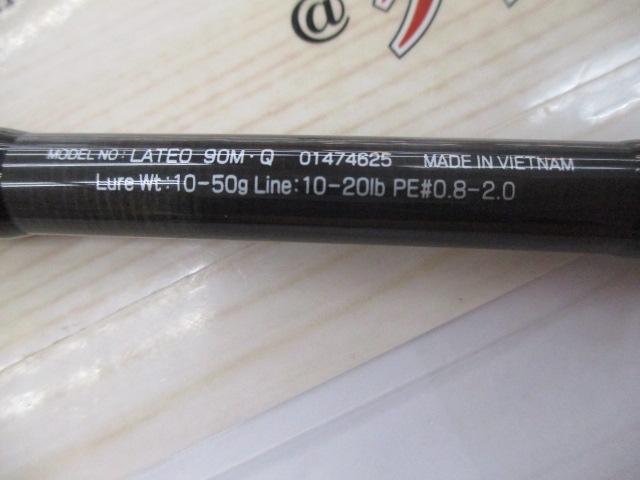 @
MODEL NO: LATEO 90M・Q 01474625 MADE IN VIETNAM
Lure Wt:10-50g Line:10-20lb PE#0.8-2.0